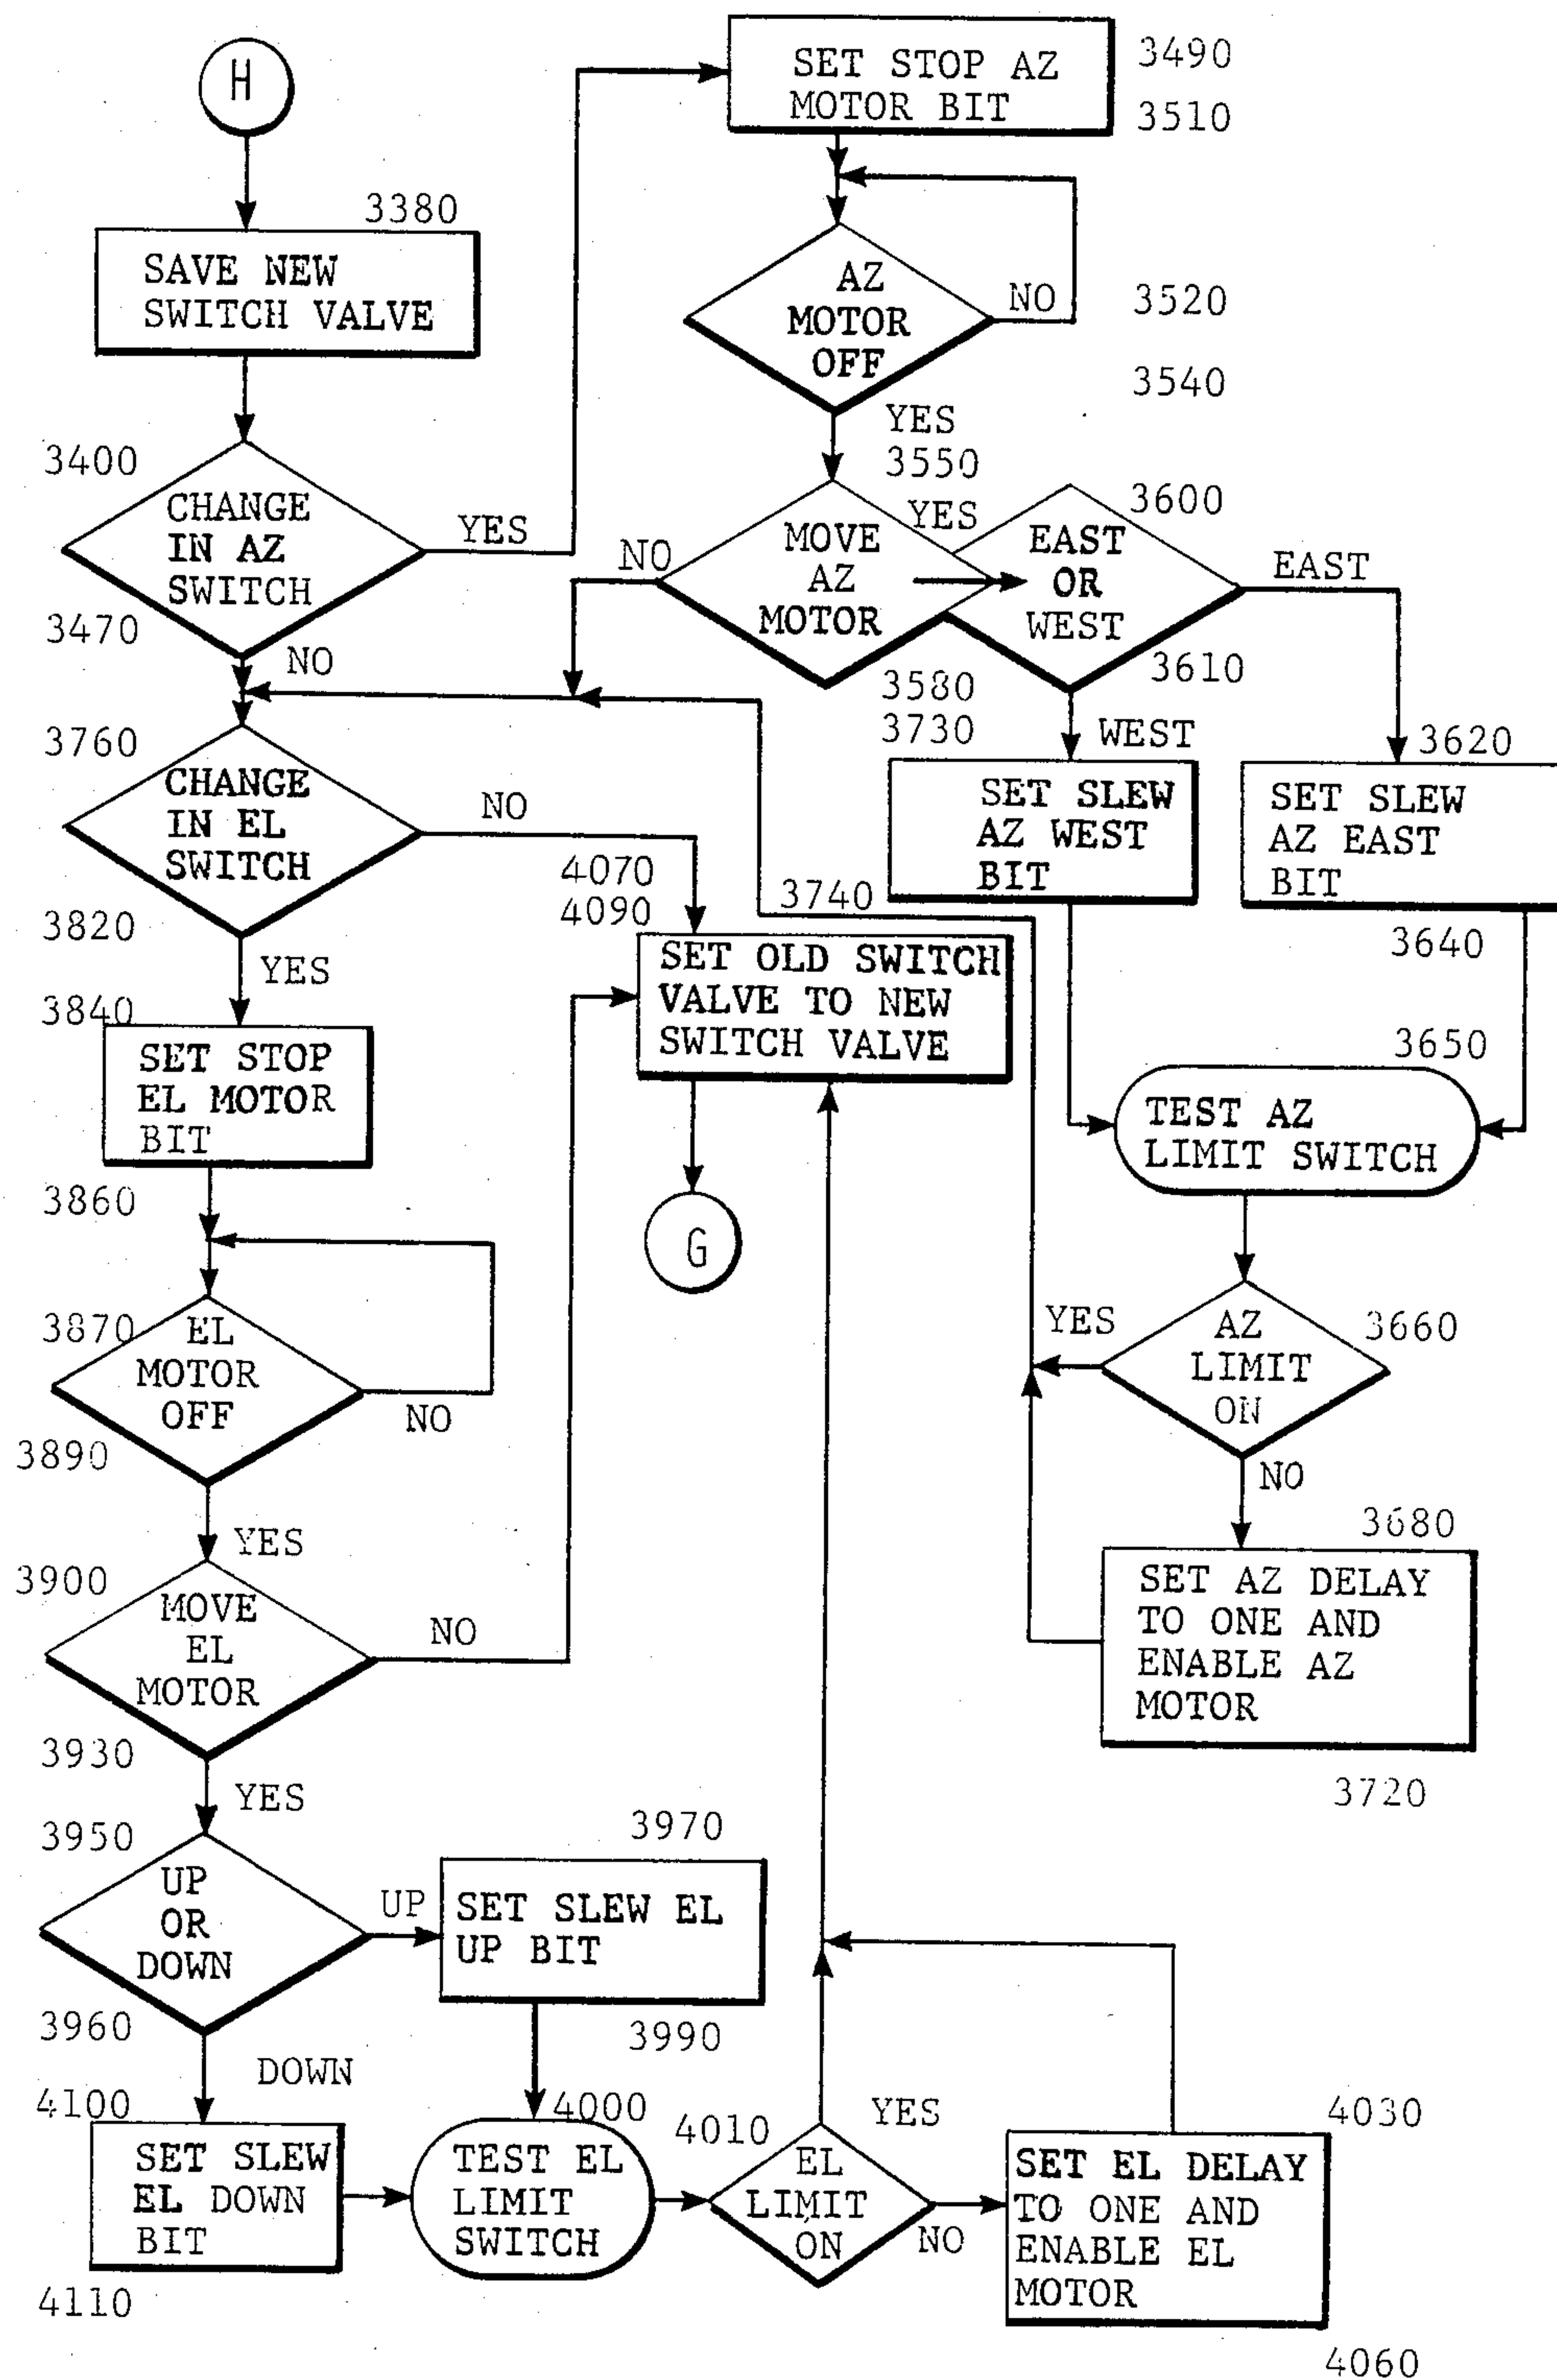 H
3380
SAVE NEW
SWITCH VALVE
3400
CHANGE
IN AZ
SWITCH
YES
3470
NO
SET STOP AZ
MOTOR BIT
3490
3510
AZ
MOTOR
OFF
NO
3520
3540
YES
3550
MOVE
AZ
MOTOR
NO
YES
3580
3600
EAST
OR
WEST
EAST
3610
3730
WEST
SET SLEW
AZ WEST
BIT
3620
SET SLEW
AZ EAST
BIT
3640
3650
TEST AZ
LIMIT SWITCH
AZ
LIMIT
ON
YES
3660
NO
3680
SET AZ DELAY
TO ONE AND
ENABLE AZ
MOTOR
3720
3740
3760
CHANGE
IN EL
SWITCH
NO
3820
YES
4070
4090
SET OLD SWITCH
VALVE TO NEW
SWITCH VALVE
G
3840
SET STOP
EL MOTOR
BIT
3860
3870
EL
MOTOR
OFF
NO
3890
YES
3900
MOVE
EL
MOTOR
NO
3930
YES
3950
UP
OR
DOWN
UP
3960
DOWN
3970
SET SLEW EL
UP BIT
3990
4100
SET SLEW
EL DOWN
BIT
4110
4000
TEST EL
LIMIT
SWITCH
4010
EL
LIMIT
ON
YES
NO
4030
SET EL DELAY
TO ONE AND
ENABLE EL
MOTOR
4060